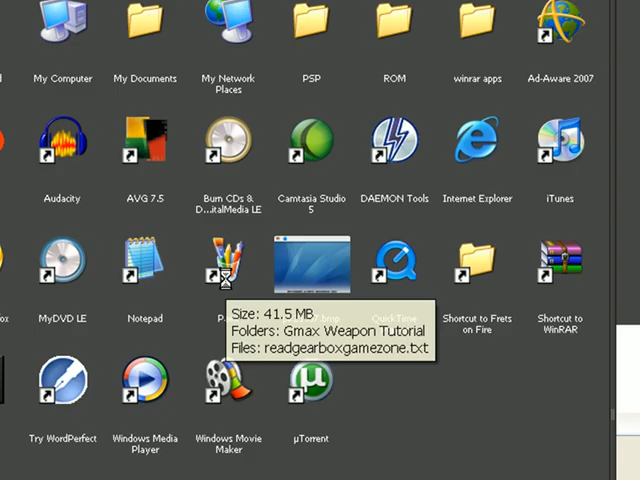 My Computer
My Documents
My Network
Places
PSP
ROM
winrar apps
Ad-Aware 2007
Audacity
AVG 7.5
Burn CDs &
D...italMedia LE
Camtasia Studio
5
DAEMON Tools
Internet Explorer
iTunes
MyDVD LE
Notepad
QuickTime
Shortcut to Frets
on Fire
Shortcut to
WinRAR
Size: 41.5 MB
Folders: Gmax Weapon Tutorial
Files: readgearboxgamezone.txt
Try WordPerfect
Windows Media
Player
Windows Movie
Maker
µTorrent